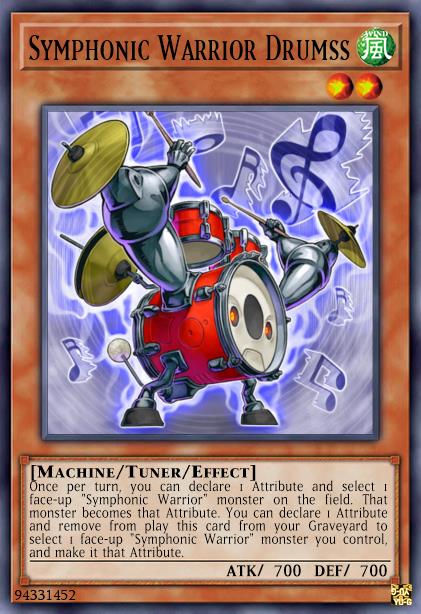 SYMPHONIC WARRIOR DRUMSS
WIND
風
[MACHINE/TUNER/EFFECT]
Once per turn, you can declare 1 Attribute and select 1
face-up "Symphonic Warrior" monster on the field. That
monster becomes that Attribute. You can declare 1 Attribute
and remove from play this card from your Graveyard to
select 1 face-up "Symphonic Warrior" monster you control,
and make it that Attribute.
ATK/ 700 DEF/ 700
94331452